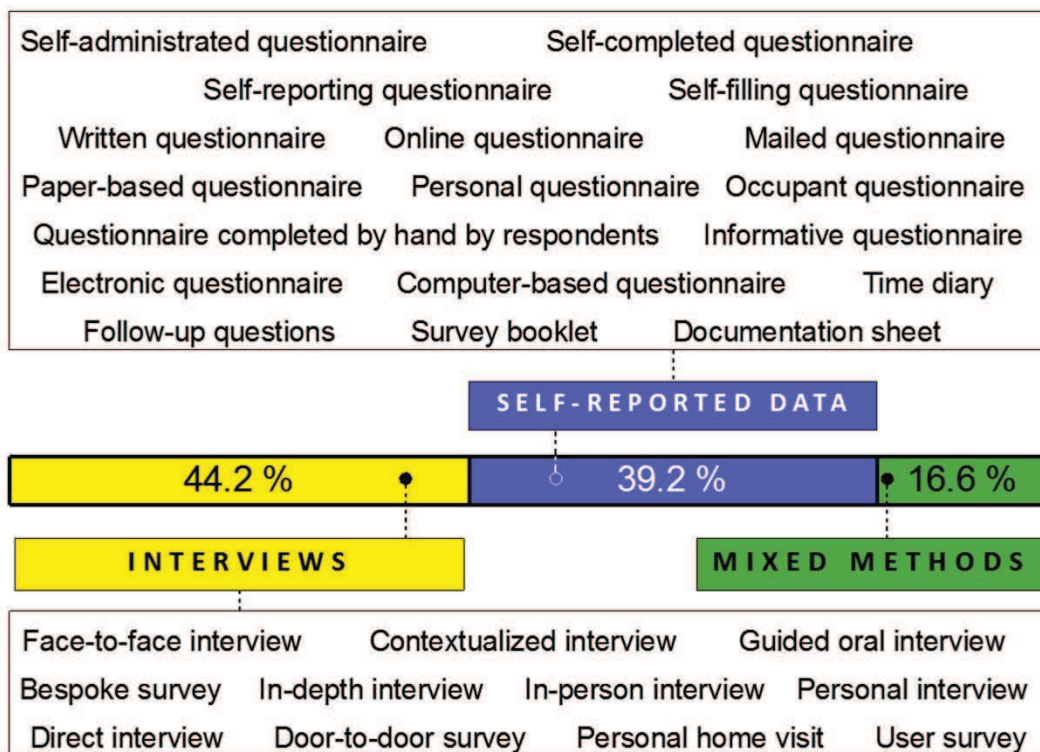 Self-administrated questionnaire Self-completed questionnaire
Self-reporting questionnaire Self-filling questionnaire
Written questionnaire Online questionnaire Mailed questionnaire
Paper-based questionnaire Personal questionnaire Occupant questionnaire
Questionnaire completed by hand by respondents Informative questionnaire
Electronic questionnaire Computer-based questionnaire Time diary
Follow-up questions Survey booklet Documentation sheet
SELF-REPORTED DATA
44.2 % 39.2 % 16.6 %
INTERVIEWS MIXED METHODS
Face-to-face interview Contextualized interview Guided oral interview
Bespoke survey In-depth interview In-person interview Personal interview
Direct interview Door-to-door survey Personal home visit User survey